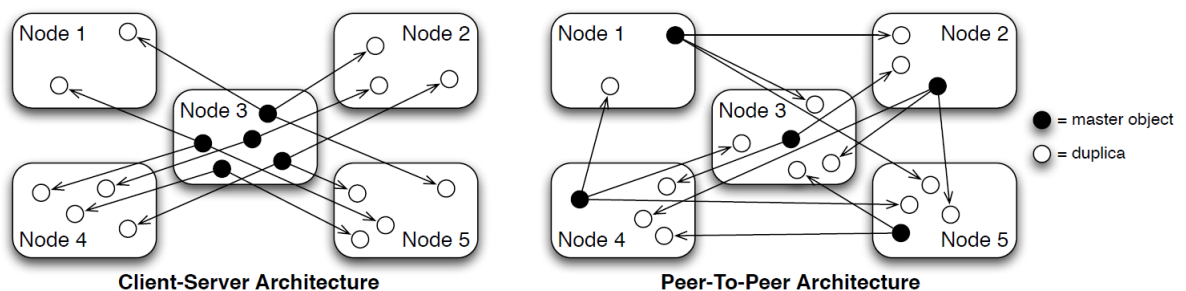 Node 1
Node 2
Node 3
Node 4
Node 5
Client-Server Architecture
Node 1
Node 2
Node 3
Node 4
Node 5
Peer-To-Peer Architecture
= master object
= duplica